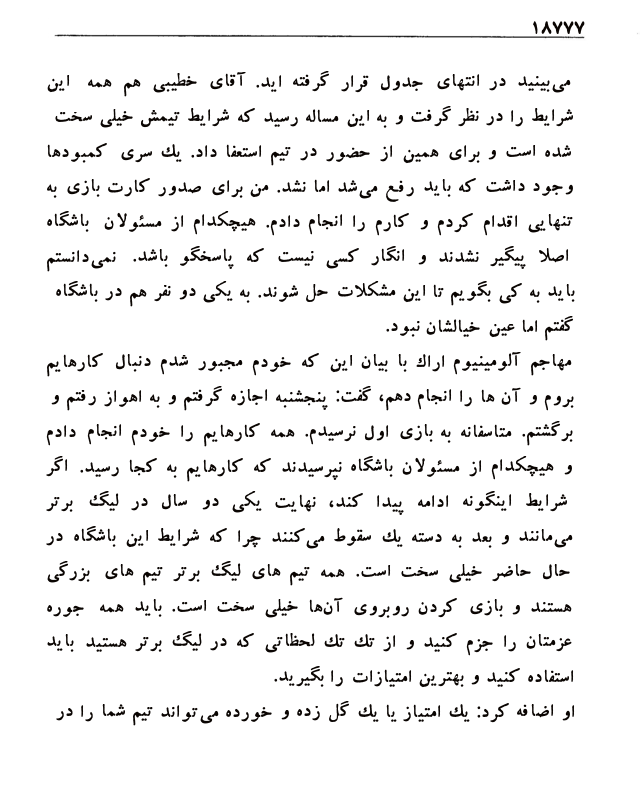 ۱۸۷۷۷
می‌بینید در انتهای جدول قرار گرفته اید. آقای خطیبی هم همه این
شرایط را در نظر گرفت و به این مساله رسید که شرایط تیمش خیلی سخت
شده است و برای همین از حضور در تیم استعفا داد. یك سری کمبودها
وجود داشت که باید رفع می‌شد اما نشد. من برای صدور کارت بازی به
تنهایی اقدام کردم و کارم را انجام دادم. هیچکدام از مسئولان باشگاه
اصلا پیگیر نشدند و انگار کسی نیست که پاسخگو باشد. نمی‌دانستم
باید به کی بگویم تا این مشکلات حل شوند. به یکی دو نفر هم در باشگاه
گفتم اما عین خیالشان نبود.
مهاجم آلومینیوم اراك با بیان این که خودم مجبور شدم دنبال کارهایم
بروم و آن ها را انجام دهم، گفت: پنجشنبه اجازه گرفتم و به اهواز رفتم و
برگشتم. متاسفانه به بازی اول نرسیدم. همه کارهایم را خودم انجام دادم
و هیچکدام از مسئولان باشگاه نپرسیدند که کارهایم به کجا رسید. اگر
شرایط اینگونه ادامه پیدا کند، نهایت یکی دو سال در لیگ برتر
می‌مانند و بعد به دسته یك سقوط می‌کنند چرا که شرایط این باشگاه در
حال حاضر خیلی سخت است. همه تیم های لیگ برتر تیم های بزرگی
هستند و بازی کردن روبروی آن‌ها خیلی سخت است. باید همه جوره
عزمتان را جزم کنید و از تك تك لحظاتی که در لیگ برتر هستید باید
استفاده کنید و بهترین امتیازات را بگیرید.
او اضافه کرد: یك امتیاز یا یك گل زده و خورده می‌تواند تیم شما را در